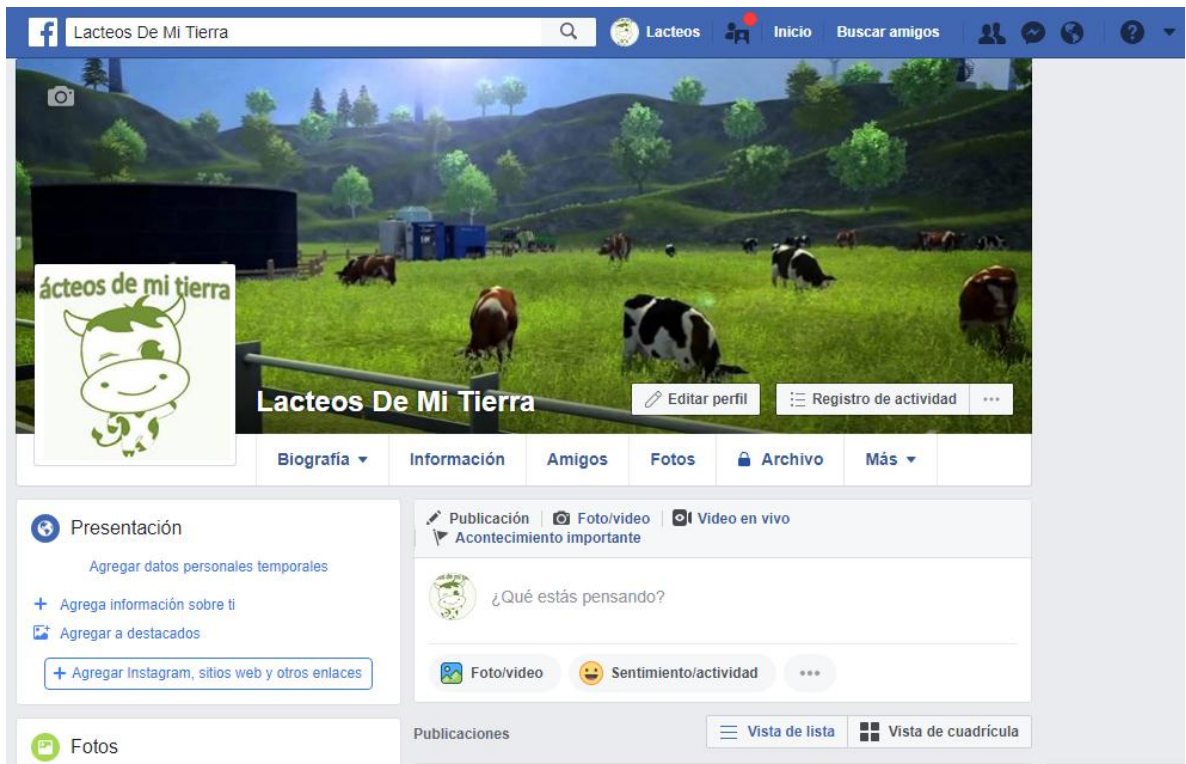 Lacteos De Mi Tierra
Lacteos
Inicio
Buscar amigos
ácteos de mi tierra
Lacteos De Mi Tierra
Editar perfil
Registro de actividad
Biografía
Información
Amigos
Fotos
Archivo
Más
Presentación
Agregar datos personales temporales
+ Agrega información sobre ti
Agregar a destacados
+ Agregar Instagram, sitios web y otros enlaces
Fotos
Publicación
Foto/video
Video en vivo
Acontecimiento importante
¿Qué estás pensando?
Foto/video
Sentimiento/actividad
Publicaciones
Vista de lista
Vista de cuadrícula